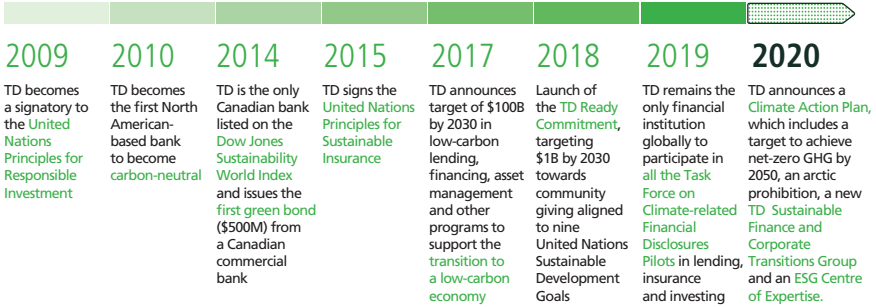 2009
TD becomes
a signatory to
the United
Nations
Principles for
Responsible
Investment
2010
TD becomes
the first North
American-
based bank
to become
carbon-neutral
2014
TD is the only
Canadian bank
listed on the
Dow Jones
Sustainability
World Index
and issues the
first green bond
($500M) from
a Canadian
commercial
bank
2015
TD signs the
United Nations
Principles for
Sustainable
Insurance
2017
TD announces
target of $100B
by 2030 in
low-carbon
lending,
financing, asset
management
and other
programs to
support the
transition to
a low-carbon
economy
2018
Launch of
the TD Ready
Commitment,
targeting
$1B by 2030
towards
community
giving aligned
to nine
United Nations
Sustainable
Development
Goals
2019
TD remains the
only financial
institution
globally to
participate in
all the Task
Force on
Climate-related
Financial
Disclosures
Pilots in lending,
insurance
and investing
2020
TD announces a
Climate Action Plan,
which includes a
target to achieve
net-zero GHG by
2050, an arctic
prohibition, a new
TD Sustainable
Finance and
Corporate
Transitions Group
and an ESG Centre
of Expertise.